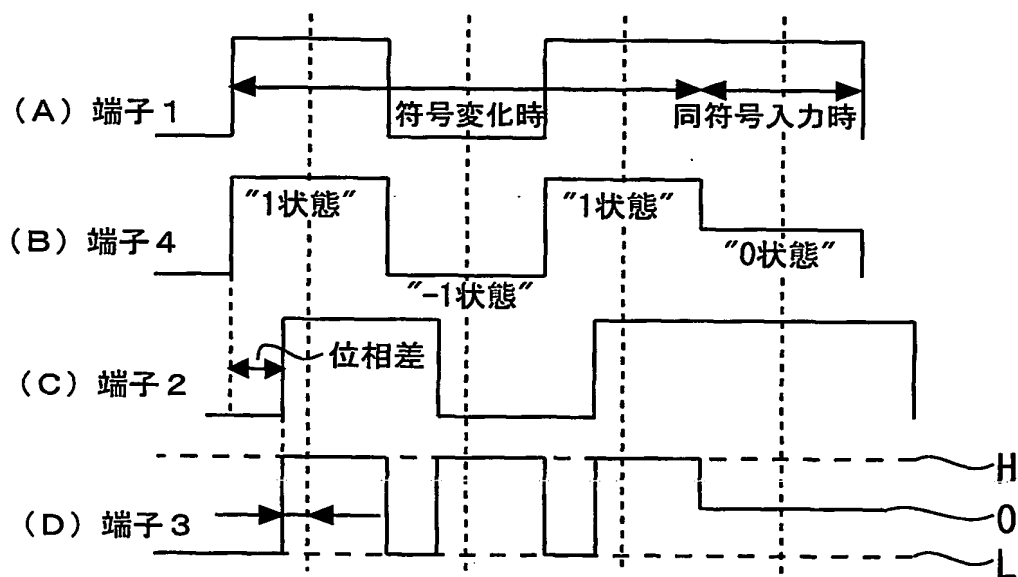 (A)端子1
符号変化時
同符号入力時
(B)端子4
"1状態"
"-1状態"
"1状態"
"0状態"
(C)端子2
位相差
(D)端子3
H
0
L